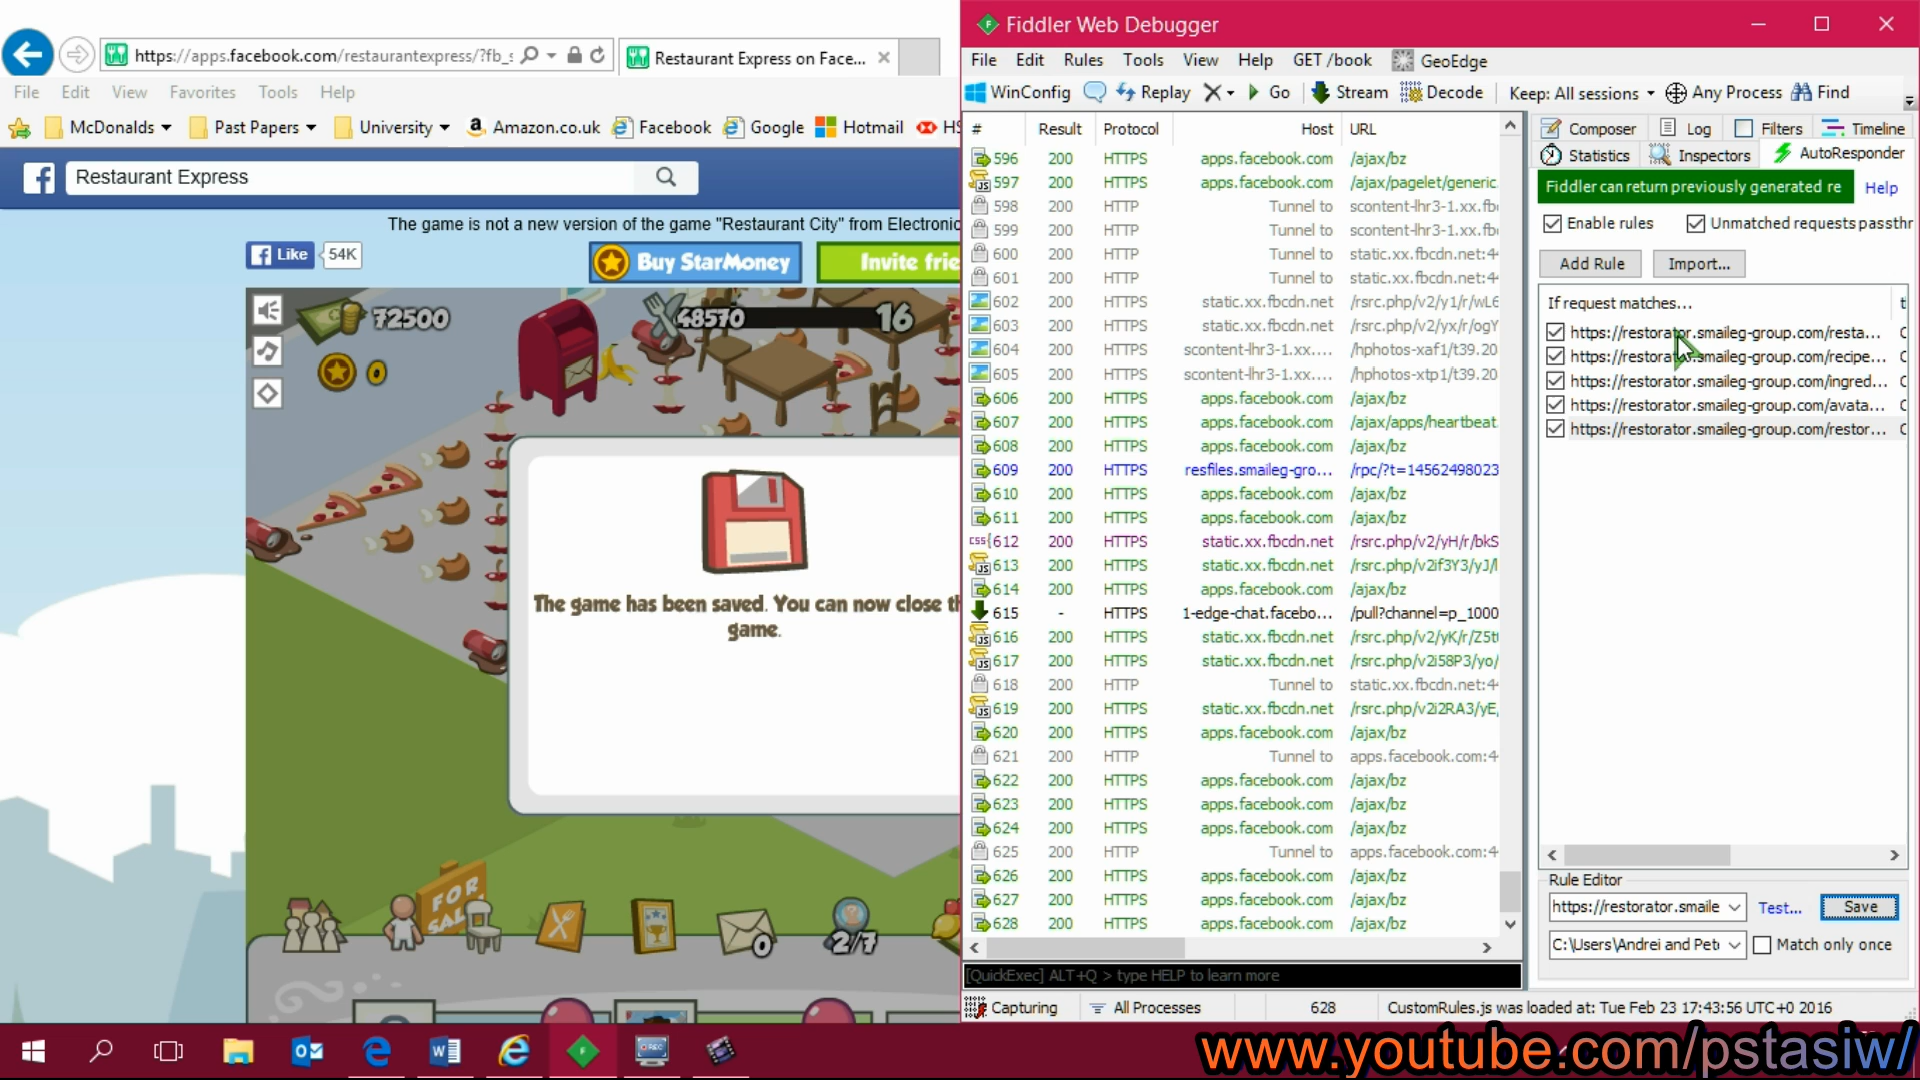 https://apps.facebook.com/restaurantexpress/?fb_s
Restaurant Express on Face...
File Edit View Favorites Tools Help
McDonalds Past Papers University Amazon.co.uk Facebook Google Hotmail HS
Restaurant Express
The game is not a new version of the game "Restaurant City" from Electronic
Like 54K
Buy StarMoney
Invite frie
72500
48570
16
0
The game has been saved. You can now close th
game.
FOR
SALE
0
2/7
Fiddler Web Debugger
File Edit Rules Tools View Help GET /book GeoEdge
WinConfig Replay Go Stream Decode Keep: All sessions Any Process Find
# Result Protocol Host URL
596 200 HTTPS apps.facebook.com /ajax/bz
597 200 HTTPS apps.facebook.com /ajax/pagelet/generic.
598 200 HTTP Tunnel to scontent-lhr3-1.xx.fbc
599 200 HTTP Tunnel to scontent-lhr3-1.xx.fbc
600 200 HTTP Tunnel to static.xx.fbcdn.net:4
601 200 HTTP Tunnel to static.xx.fbcdn.net:4
602 200 HTTPS static.xx.fbcdn.net /rsrc.php/v2/y1/r/wL6
603 200 HTTPS static.xx.fbcdn.net /rsrc.php/v2/yx/r/ogY
604 200 HTTPS scontent-lhr3-1.xx.... /hphotos-xaf1/t39.20
605 200 HTTPS scontent-lhr3-1.xx.... /hphotos-xtp1/t39.20
606 200 HTTPS apps.facebook.com /ajax/bz
607 200 HTTPS apps.facebook.com /ajax/apps/heartbeat.
608 200 HTTPS apps.facebook.com /ajax/bz
609 200 HTTPS resfiles.smaileg-gro... /rpc/?t=14562498023
610 200 HTTPS apps.facebook.com /ajax/bz
611 200 HTTPS apps.facebook.com /ajax/bz
css 612 200 HTTPS static.xx.fbcdn.net /rsrc.php/v2/yH/r/bkS
613 200 HTTPS static.xx.fbcdn.net /rsrc.php/v2if3Y3/yJ/l
614 200 HTTPS apps.facebook.com /ajax/bz
615 - HTTPS 1-edge-chat.facebo... /pull?channel=p_1000
616 200 HTTPS static.xx.fbcdn.net /rsrc.php/v2/yK/r/Z5t
617 200 HTTPS static.xx.fbcdn.net /rsrc.php/v2i58P3/yo/
618 200 HTTP Tunnel to static.xx.fbcdn.net:4
619 200 HTTPS static.xx.fbcdn.net /rsrc.php/v2i2RA3/yE,
620 200 HTTPS apps.facebook.com /ajax/bz
621 200 HTTP Tunnel to apps.facebook.com:4
622 200 HTTPS apps.facebook.com /ajax/bz
623 200 HTTPS apps.facebook.com /ajax/bz
624 200 HTTPS apps.facebook.com /ajax/bz
625 200 HTTP Tunnel to apps.facebook.com:4
626 200 HTTPS apps.facebook.com /ajax/bz
627 200 HTTPS apps.facebook.com /ajax/bz
628 200 HTTPS apps.facebook.com /ajax/bz
[QuickExec] ALT+Q > type HELP to learn more
Capturing All Processes 628 CustomRules.js was loaded at: Tue Feb 23 17:43:56 UTC+0 2016
Composer Log Filters Timeline
Statistics Inspectors AutoResponder
Fiddler can return previously generated re Help
Enable rules Unmatched requests passthr
Add Rule Import...
If request matches... t
https://restorator.smaileg-group.com/resta...
https://restorator.smaileg-group.com/recipe...
https://restorator.smaileg-group.com/ingred...
https://restorator.smaileg-group.com/avata...
https://restorator.smaileg-group.com/restor...
Rule Editor
https://restorator.smaile Test... Save
C:\Users\Andrei and Pet Match only once
www.youtube.com/pstasiw/